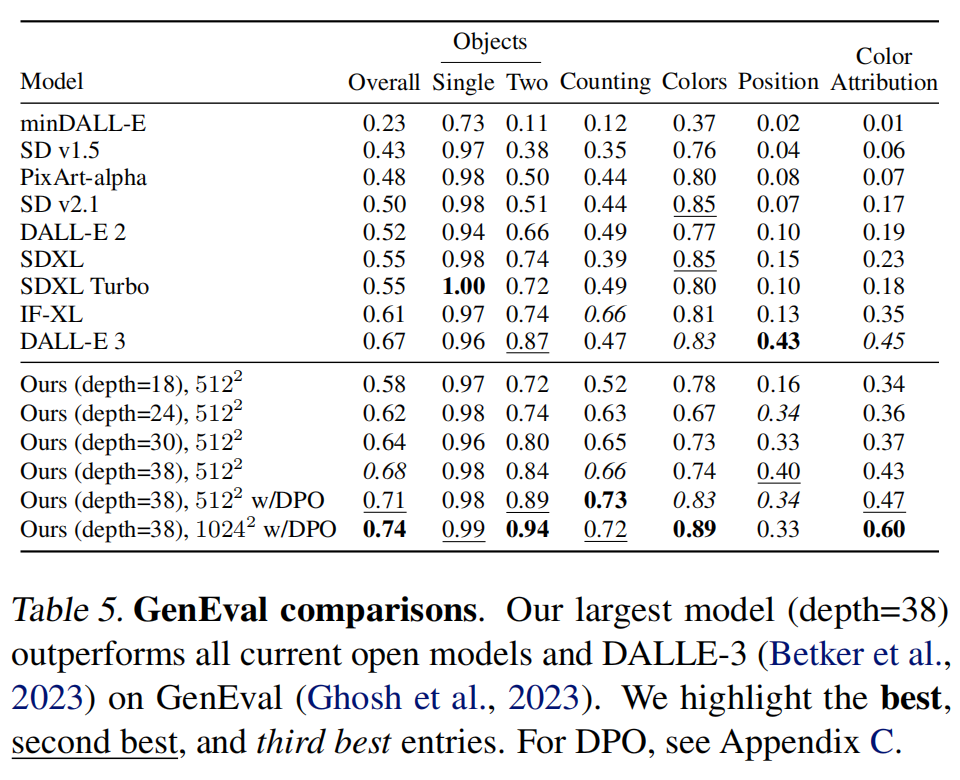 Objects
Color
Model Overall Single Two Counting Colors Position Attribution
minDALL-E 0.23 0.73 0.11 0.12 0.37 0.02 0.01
SD v1.5 0.43 0.97 0.38 0.35 0.76 0.04 0.06
PixArt-alpha 0.48 0.98 0.50 0.44 0.80 0.08 0.07
SD v2.1 0.50 0.98 0.51 0.44 0.85 0.07 0.17
DALL-E 2 0.52 0.94 0.66 0.49 0.77 0.10 0.19
SDXL 0.55 0.98 0.74 0.39 0.85 0.15 0.23
SDXL Turbo 0.55 1.00 0.72 0.49 0.80 0.10 0.18
IF-XL 0.61 0.97 0.74 0.66 0.81 0.13 0.35
DALL-E 3 0.67 0.96 0.87 0.47 0.83 0.43 0.45
Ours (depth=18), 512² 0.58 0.97 0.72 0.52 0.78 0.16 0.34
Ours (depth=24), 512² 0.62 0.98 0.74 0.63 0.67 0.34 0.36
Ours (depth=30), 512² 0.64 0.96 0.80 0.65 0.73 0.33 0.37
Ours (depth=38), 512² 0.68 0.98 0.84 0.66 0.74 0.40 0.43
Ours (depth=38), 512² w/DPO 0.71 0.98 0.89 0.73 0.83 0.34 0.47
Ours (depth=38), 1024² w/DPO 0.74 0.99 0.94 0.72 0.89 0.33 0.60
Table 5. GenEval comparisons. Our largest model (depth=38)
outperforms all current open models and DALLE-3 (Betker et al.,
2023) on GenEval (Ghosh et al., 2023). We highlight the best,
second best, and third best entries. For DPO, see Appendix C.